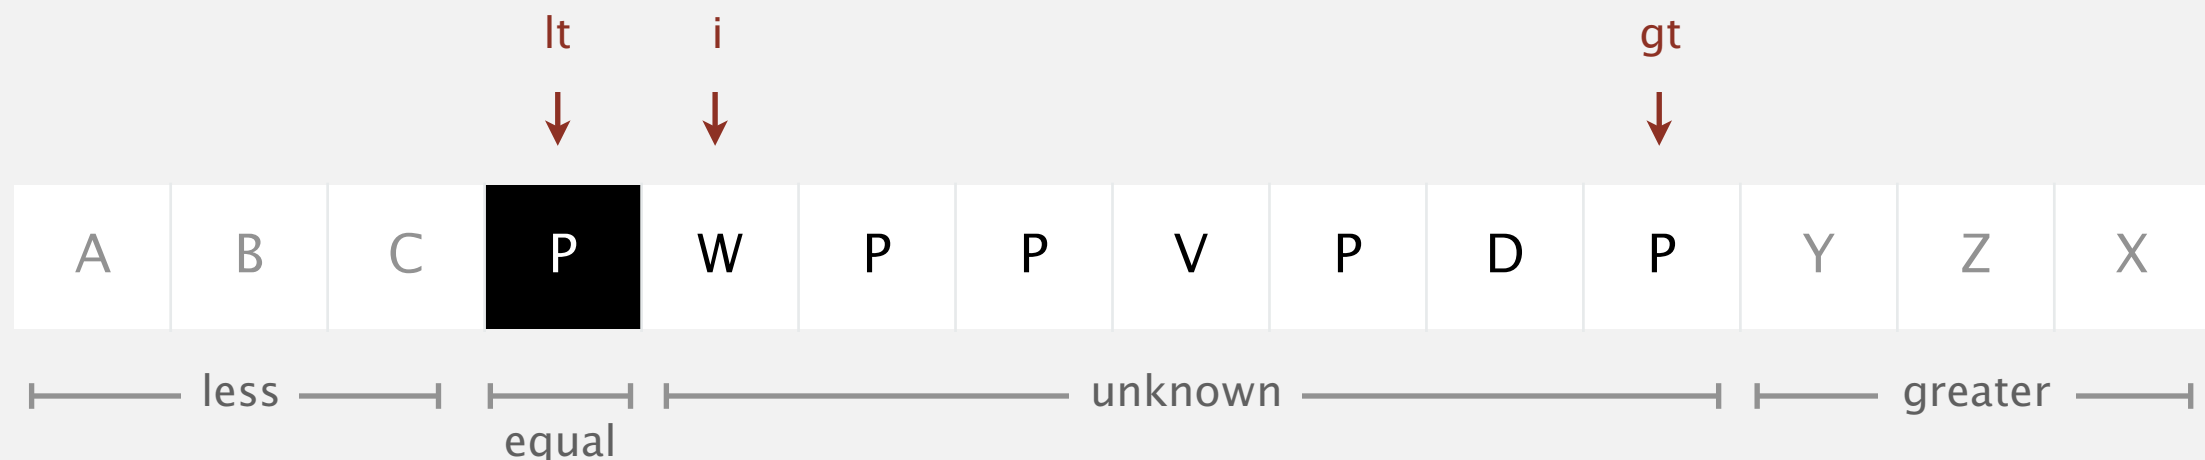 lt i gt
A B C P W P P V P D P Y Z X
less unknown greater
equal